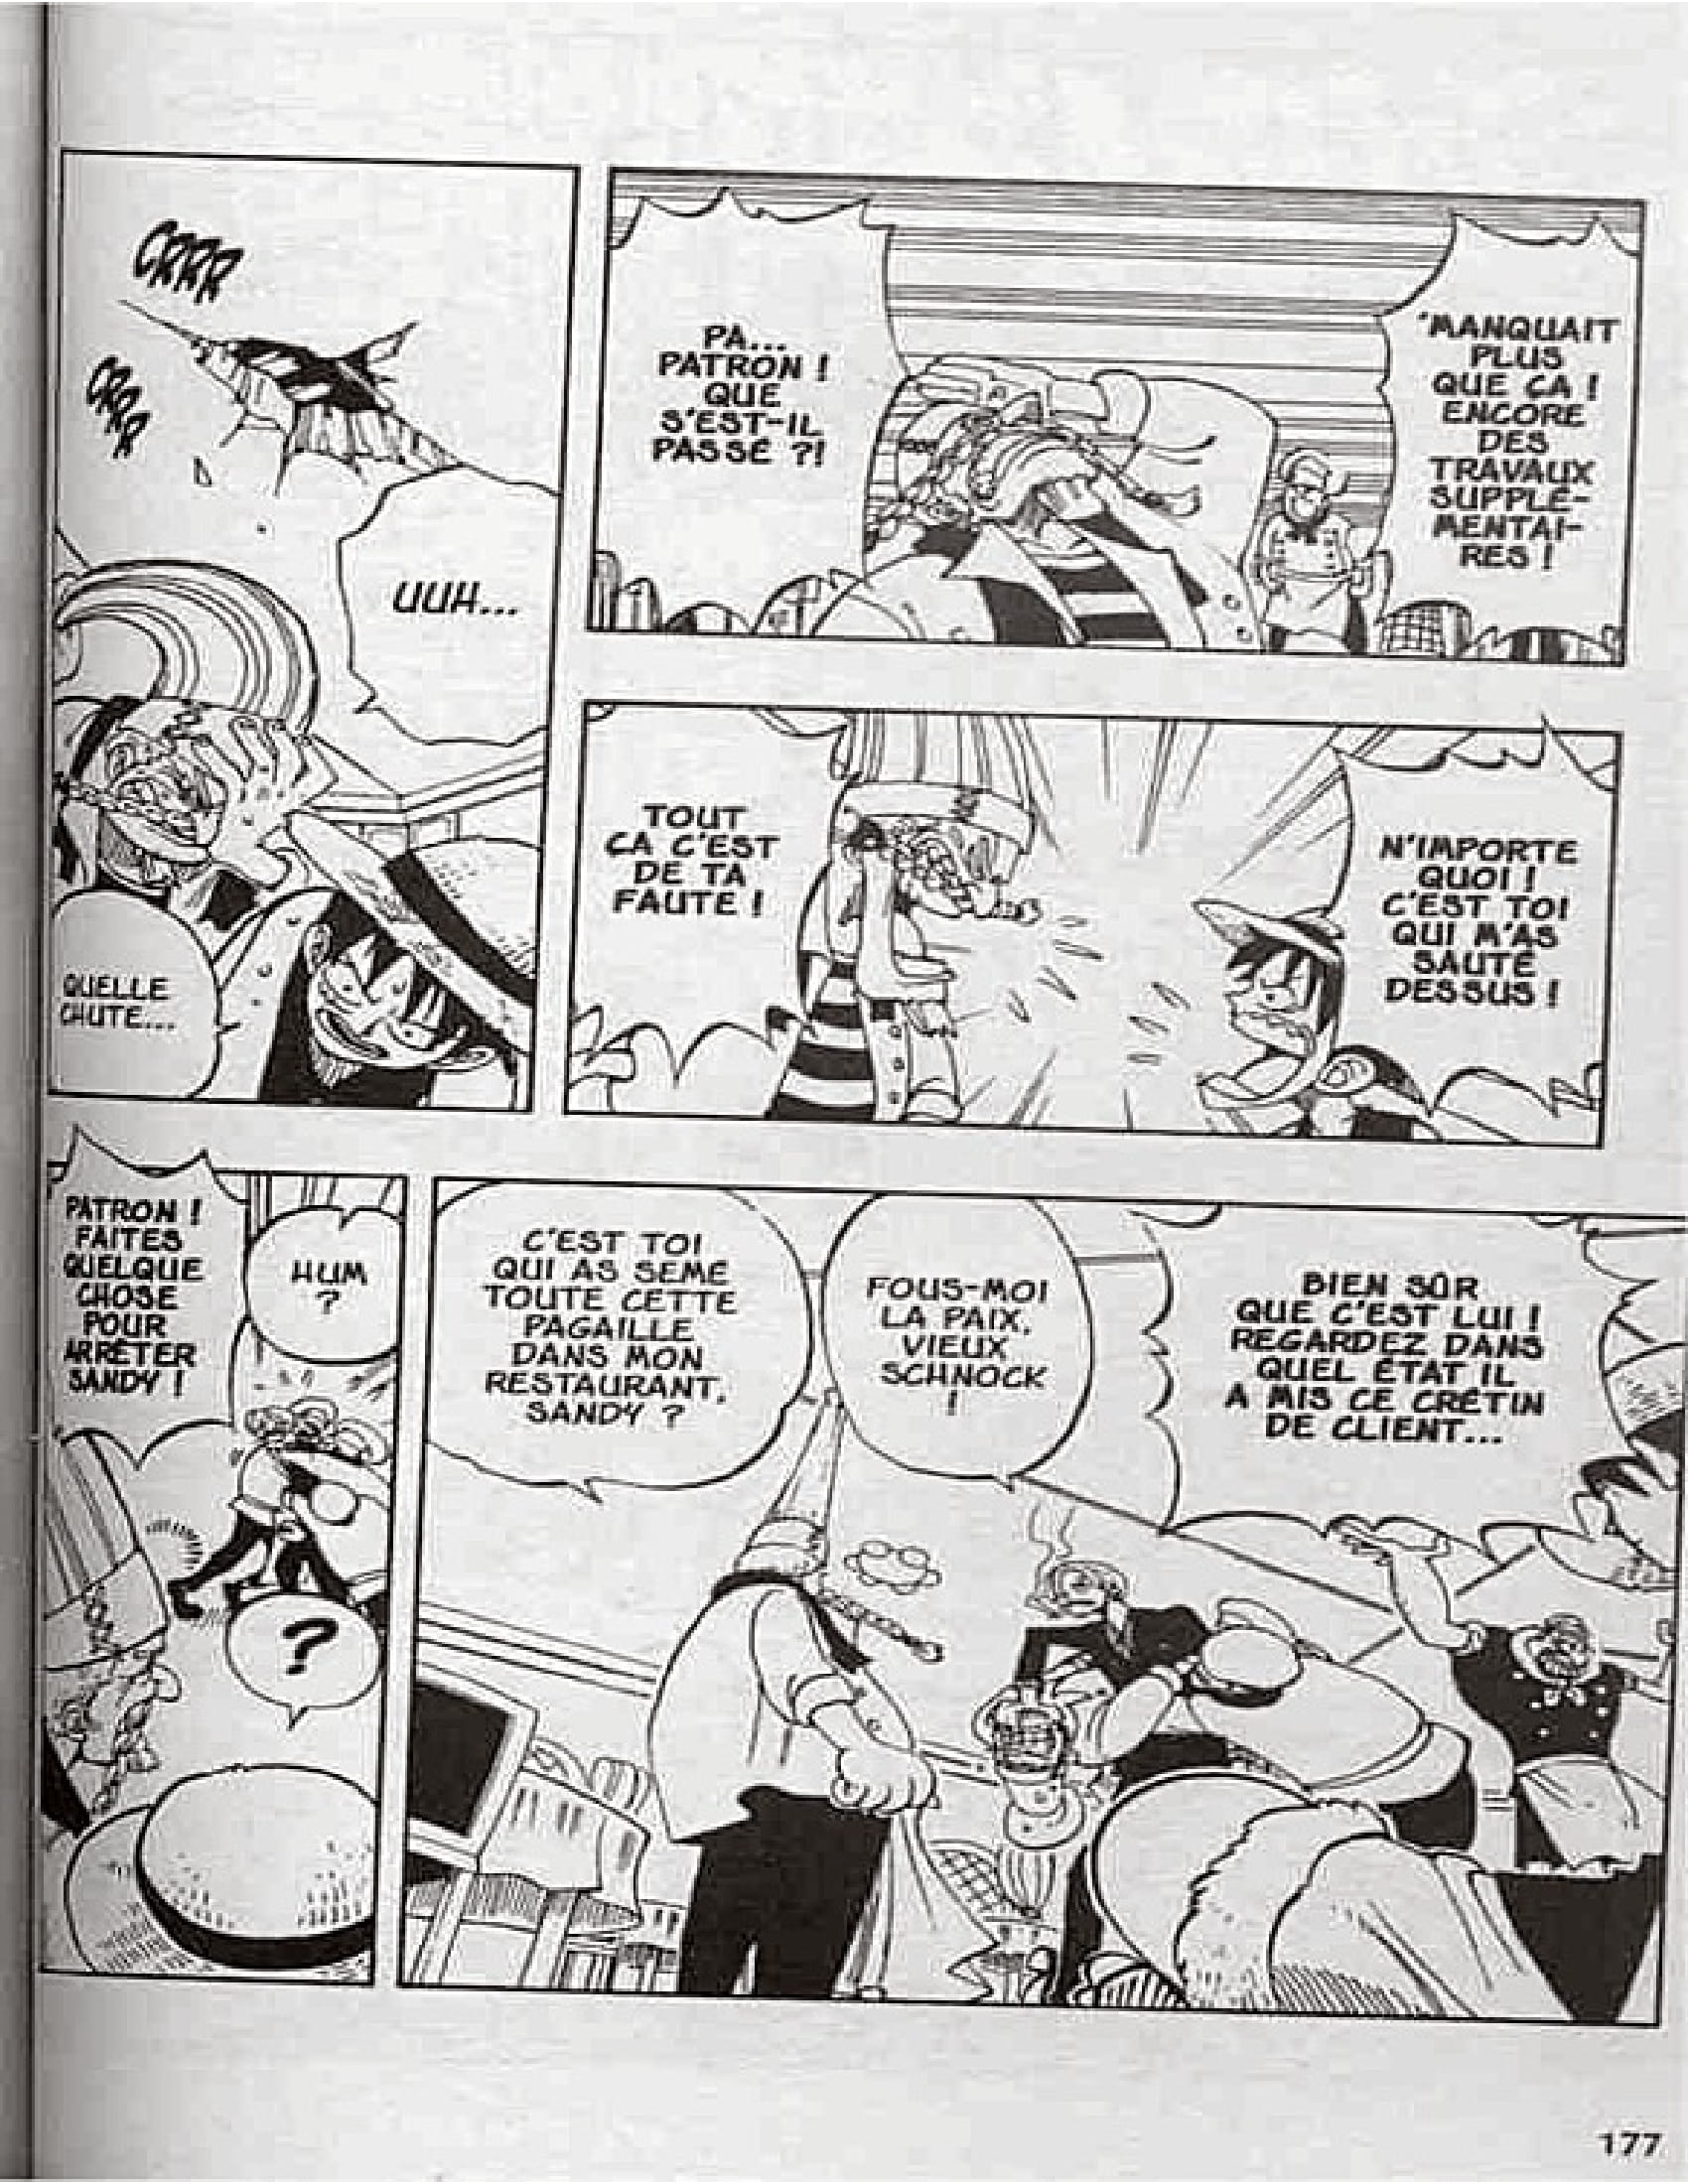 CRRR
CRRR
UUH...
QUELLE
CHUTE...
PA...
PATRON !
QUE
S'EST-IL
PASSÉ ?!
'MANQUAIT
PLUS
QUE ÇA !
ENCORE
DES
TRAVAUX
SUPPLÉ-
MENTAI-
RES !
TOUT
ÇA C'EST
DE TA
FAUTE !
N'IMPORTE
QUOI !
C'EST TOI
QUI M'AS
SAUTÉ
DESSUS !
PATRON !
FAITES
QUELQUE
CHOSE
POUR
ARRÊTER
SANDY !
HUM
?
?
C'EST TOI
QUI AS SEMÉ
TOUTE CETTE
PAGAILLE
DANS MON
RESTAURANT,
SANDY ?
FOUS-MOI
LA PAIX,
VIEUX
SCHNOCK
!
BIEN SÛR
QUE C'EST LUI !
REGARDEZ DANS
QUEL ÉTAT IL
A MIS CE CRÉTIN
DE CLIENT...
177